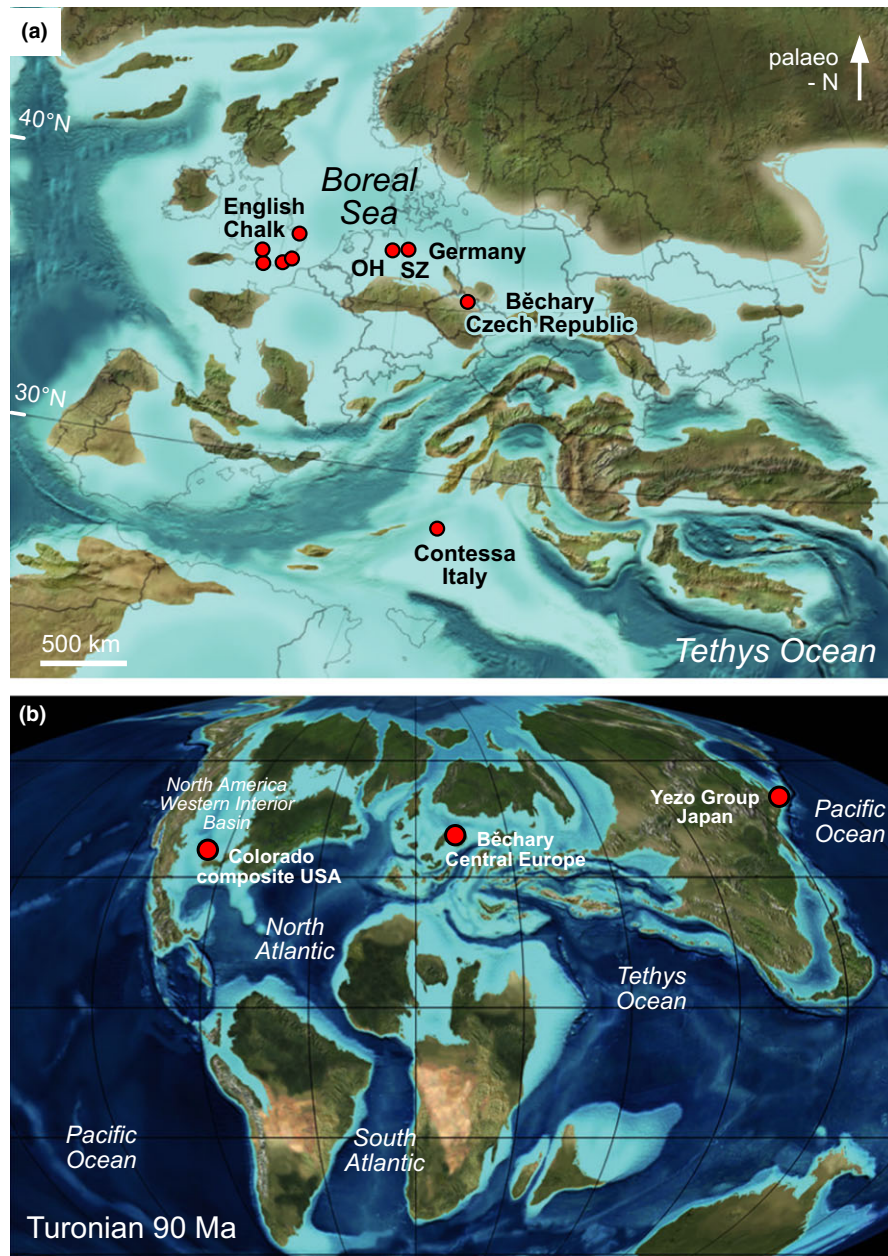 (a)
palaeo
- N
40°N
Boreal
Sea
English
Chalk
Germany
OH
SZ
Běchary
Czech Republic
30°N
Contessa
Italy
500 km
Tethys Ocean
(b)
North America
Western Interior
Basin
Yezo Group
Japan
Pacific
Ocean
Běchary
Central Europe
Colorado
composite USA
North
Atlantic
Tethys
Ocean
Pacific
Ocean
South
Atlantic
Turonian 90 Ma